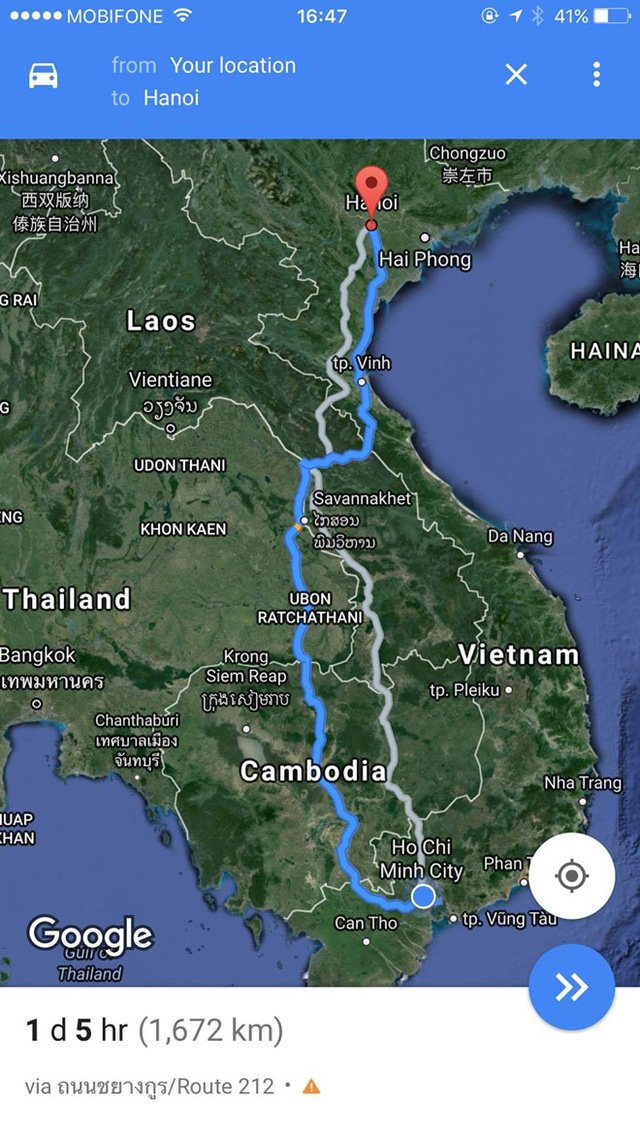 MOBIFONE 16:47 41%
from Your location
to Hanoi
Chongzuo
崇左市
Xishuangbanna
西双版纳
傣族自治州
Hanoi
Hai Phong
Ha
海
G RAI
Laos
HAINA
tp. Vinh
Vientiane
ວຽງຈັນ
G
UDON THANI
Savannakhet
ໄກສອນ
ພົມວິຫານ
NG
KHON KAEN
Da Nang
Thailand
UBON
RATCHATHANI
Bangkok
เทพมหานคร
Krong
Siem Reap
ក្រុងសៀមរាប
Vietnam
tp. Pleiku
Chanthaburi
เทศบาลเมือง
จันทบุรี
Cambodia
Nha Trang
HUAP
KHAN
Ho Chi
Minh City
Phan T
Can Tho
tp. Vũng Tàu
Google
Gulf of
Thailand
1 d 5 hr (1,672 km)
via ถนนชยางกูร/Route 212 •